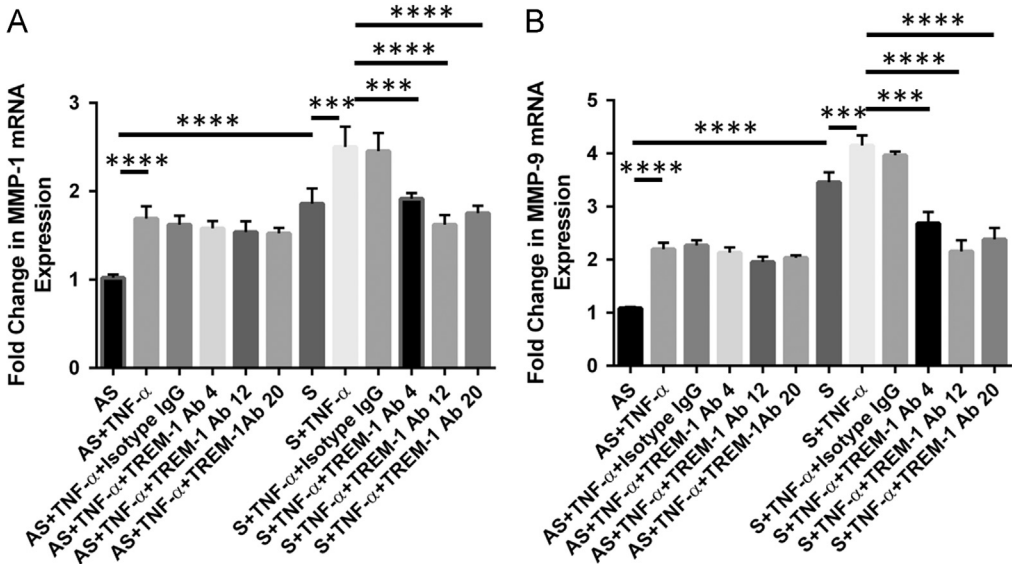 A
Fold Change in MMP-1 mRNA
Expression
3
2
1
0
****
****
***
***
****
****
AS
AS+TNF-α
AS+TNF-α+Isotype IgG
AS+TNF-α+TREM-1 Ab 4
AS+TNF-α+TREM-1 Ab 12
AS+TNF-α+TREM-1Ab 20
S
S+TNF-α
S+TNF-α+Isotype IgG
S+TNF-α+TREM-1 Ab 4
S+TNF-α+TREM-1 Ab 12
S+TNF-α+TREM-1 Ab 20
B
Fold Change in MMP-9 mRNA
Expression
5
4
3
2
1
0
****
****
***
***
****
****
AS
AS+TNF-α
AS+TNF-α+Isotype IgG
AS+TNF-α+TREM-1 Ab 4
AS+TNF-α+TREM-1 Ab 12
AS+TNF-α+TREM-1Ab 20
S
S+TNF-α
S+TNF-α+Isotype IgG
S+TNF-α+TREM-1 Ab 4
S+TNF-α+TREM-1 Ab 12
S+TNF-α+TREM-1 Ab 20